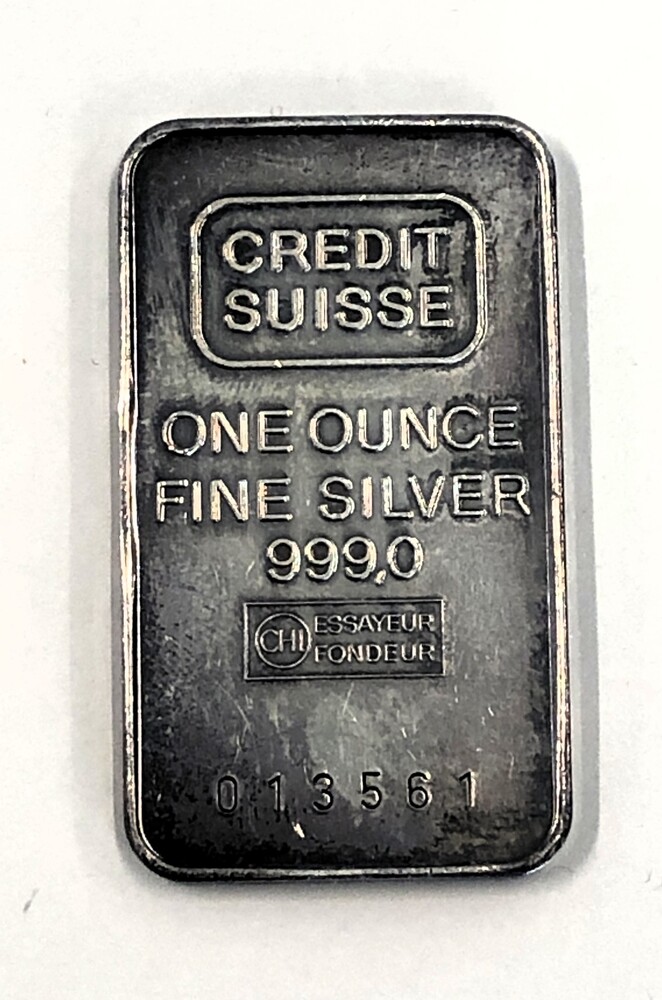 CREDIT
SUISSE
ONE OUNCE
FINE SILVER
999,0
CHI ESSAYEUR
FONDEUR
013561